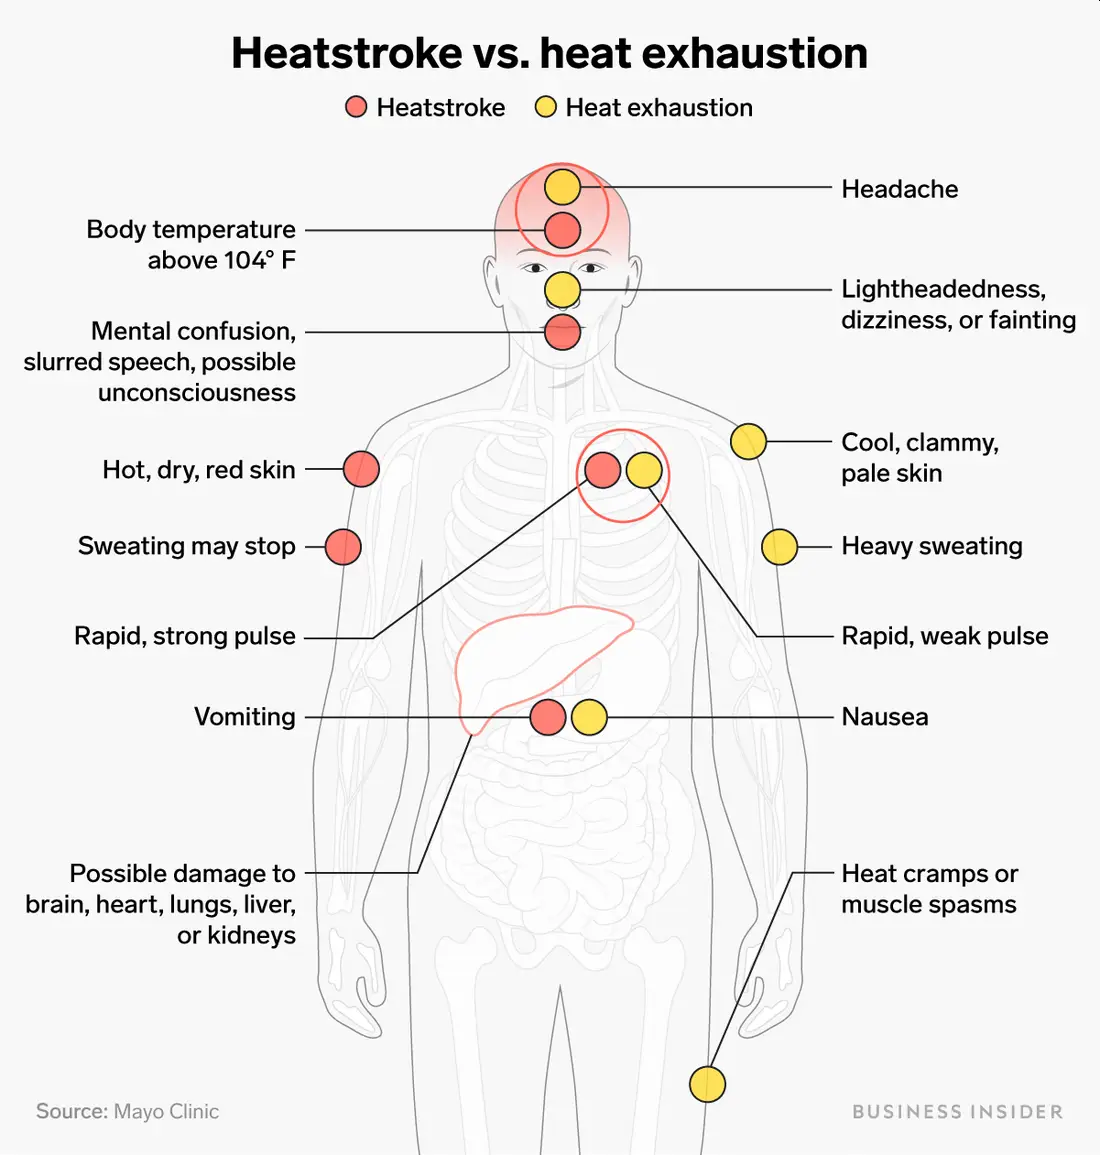 Heatstroke vs. heat exhaustion
Heatstroke
Heat exhaustion
Headache
Body temperature
above 104° F
Lightheadedness,
dizziness, or fainting
Mental confusion,
slurred speech, possible
unconsciousness
Cool, clammy,
pale skin
Hot, dry, red skin
Sweating may stop
Heavy sweating
Rapid, strong pulse
Rapid, weak pulse
Vomiting
Nausea
Possible damage to
brain, heart, lungs, liver,
or kidneys
Heat cramps or
muscle spasms
Source: Mayo Clinic
BUSINESS INSIDER